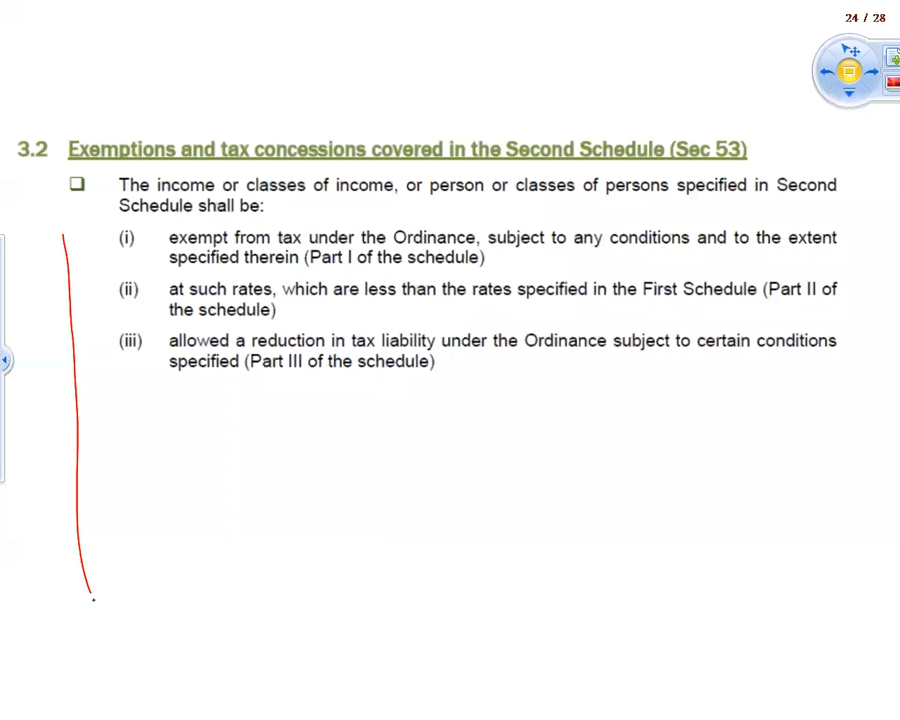 24 / 28
3.2 Exemptions and tax concessions covered in the Second Schedule (Sec 53)
The income or classes of income, or person or classes of persons specified in Second
Schedule shall be:
(i) exempt from tax under the Ordinance, subject to any conditions and to the extent
specified therein (Part I of the schedule)
(ii) at such rates, which are less than the rates specified in the First Schedule (Part II of
the schedule)
(iii) allowed a reduction in tax liability under the Ordinance subject to certain conditions
specified (Part III of the schedule)